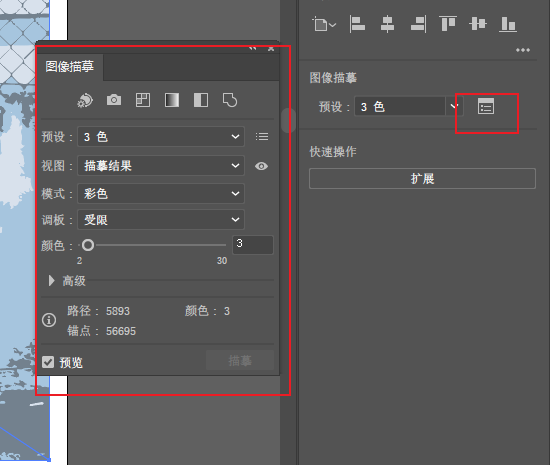 图像描摹
预设： 3 色
视图： 描摹结果
模式： 彩色
调板： 受限
颜色： 3
2 30
高级
路径： 5893 颜色： 3
锚点： 56695
预览 描摹
图像描摹
预设： 3 色
快速操作
扩展